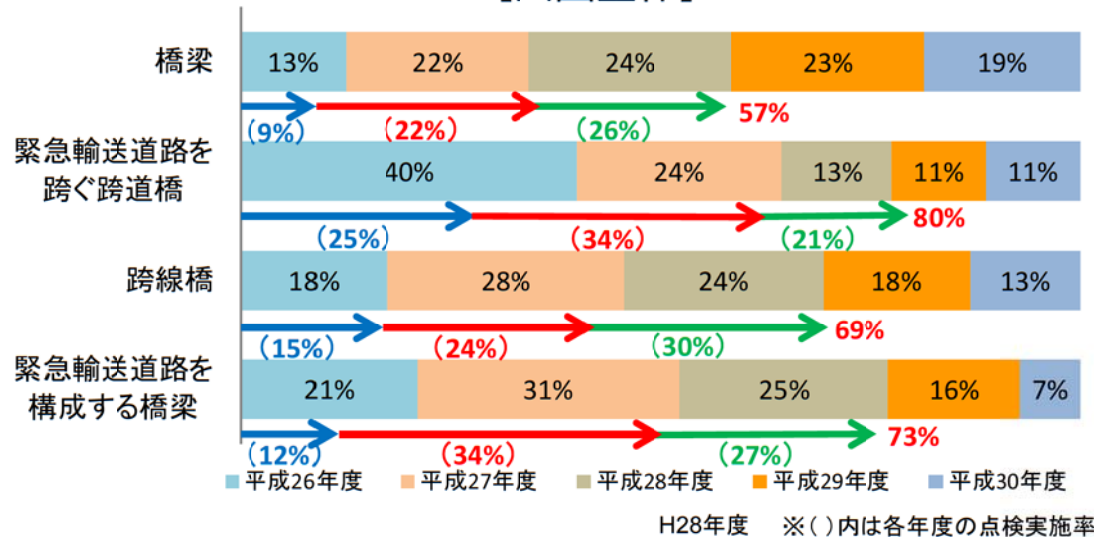 橋梁
13% 22% 24% 23% 19%
(9%) (22%) (26%) 57%
緊急輸送道路を
跨ぐ跨道橋
40% 24% 13% 11% 11%
(25%) (34%) (21%) 80%
跨線橋
18% 28% 24% 18% 13%
(15%) (24%) (30%) 69%
緊急輸送道路を
構成する橋梁
21% 31% 25% 16% 7%
(12%) (34%) (27%) 73%
平成26年度 平成27年度 平成28年度 平成29年度 平成30年度
H28年度 ※( )内は各年度の点検実施率